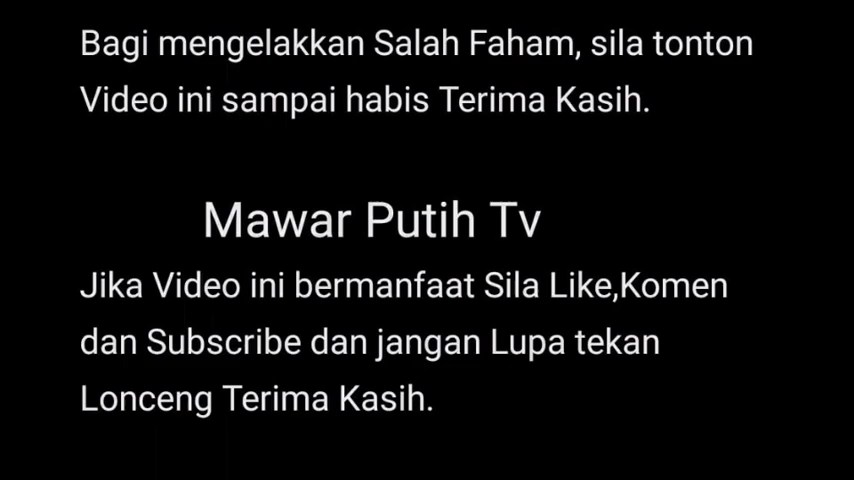 Bagi mengelakkan Salah Faham, sila tonton
Video ini sampai habis Terima Kasih.
Mawar Putih Tv
Jika Video ini bermanfaat Sila Like,Komen
dan Subscribe dan jangan Lupa tekan
Lonceng Terima Kasih.